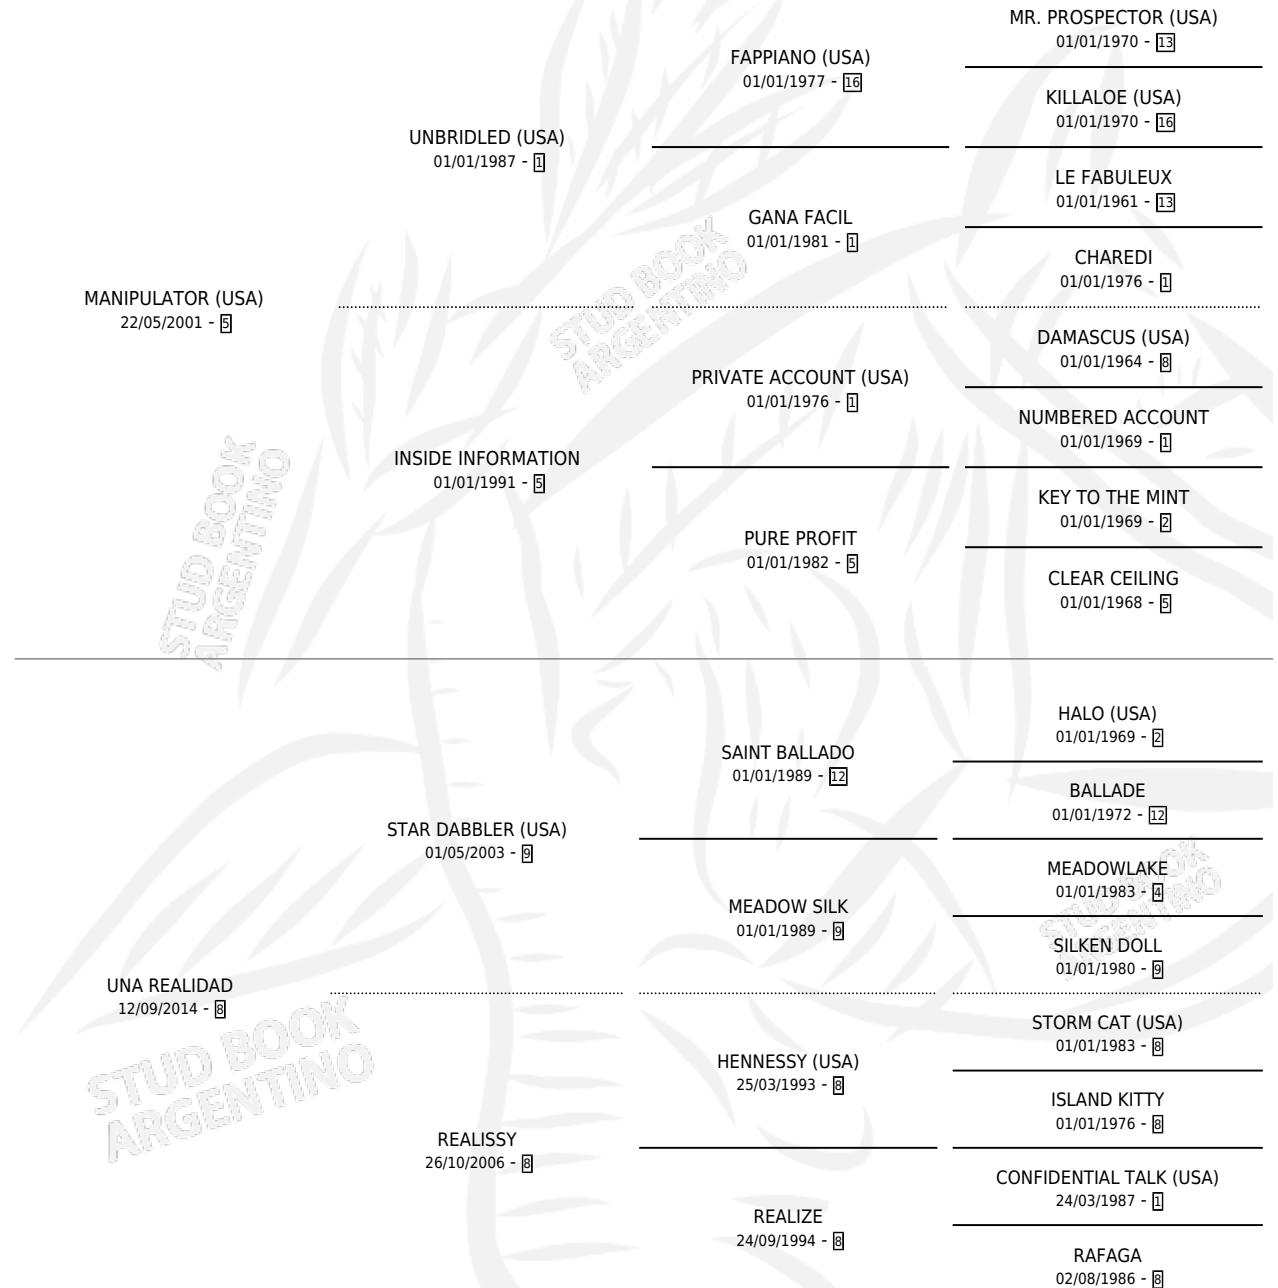 MR. PROSPECTOR (USA)
01/01/1970 - 13
FAPPIANO (USA)
01/01/1977 - 16
KILLALOE (USA)
01/01/1970 - 16
UNBRIDLED (USA)
01/01/1987 - 1
LE FABULEUX
01/01/1961 - 13
GANA FACIL
01/01/1981 - 1
CHAREDI
01/01/1976 - 1
MANIPULATOR (USA)
22/05/2001 - 5
DAMASCUS (USA)
01/01/1964 - 8
PRIVATE ACCOUNT (USA)
01/01/1976 - 1
NUMBERED ACCOUNT
01/01/1969 - 1
INSIDE INFORMATION
01/01/1991 - 5
KEY TO THE MINT
01/01/1969 - 2
PURE PROFIT
01/01/1982 - 5
CLEAR CEILING
01/01/1968 - 5
HALO (USA)
01/01/1969 - 2
SAINT BALLADO
01/01/1989 - 12
BALLADE
01/01/1972 - 12
STAR DABBLER (USA)
01/05/2003 - 9
MEADOWLAKE
01/01/1983 - 4
MEADOW SILK
01/01/1989 - 9
SILKEN DOLL
01/01/1980 - 9
UNA REALIDAD
12/09/2014 - 8
STORM CAT (USA)
01/01/1983 - 8
HENNESSY (USA)
25/03/1993 - 8
ISLAND KITTY
01/01/1976 - 8
REALISSY
26/10/2006 - 8
CONFIDENTIAL TALK (USA)
24/03/1987 - 1
REALIZE
24/09/1994 - 8
RAFAGA
02/08/1986 - 8
STUD BOOK
ARGENTINO
STUD BOOK
ARGENTINO
STUD BOOK
ARGENTINO
STUD BOOK
ARGENTINO